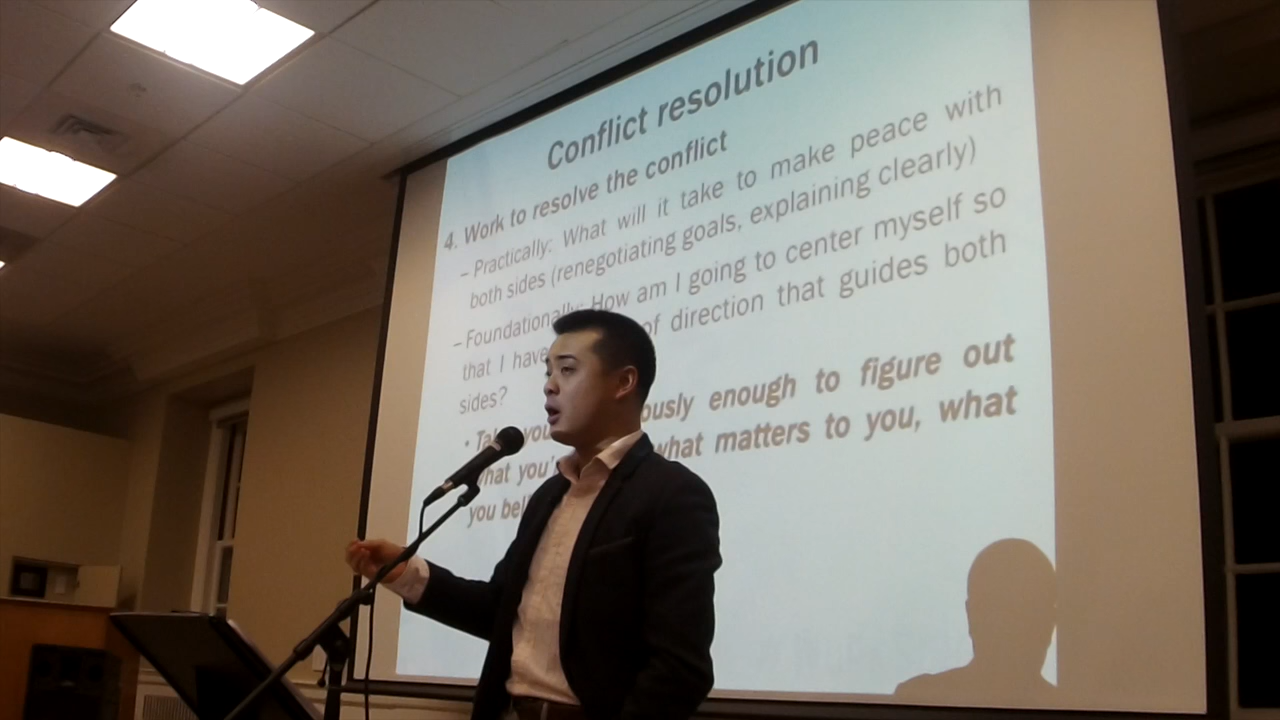 Conflict resolution
4. Work to resolve the conflict
– Practically: What will it take to make peace with
both sides (renegotiating goals, explaining clearly)
– Foundationally: How am I going to center myself so
that I have of direction that guides both
sides?
• Take you ously enough to figure out
what you' what matters to you, what
you bel